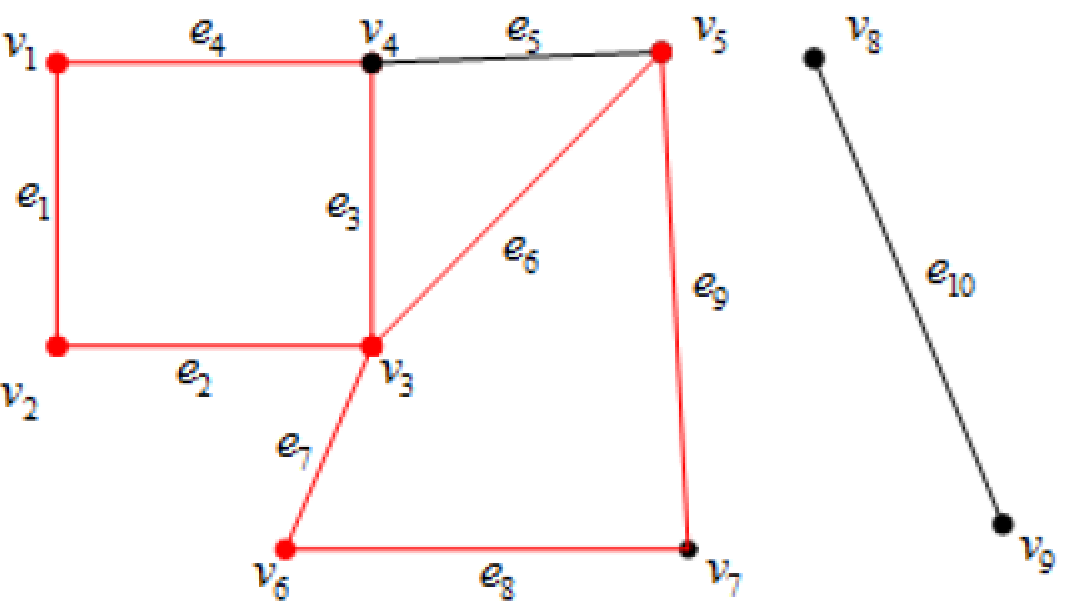 v₁
e₄
v₄
e₅
v₅
v₈
e₁
e₃
e₆
e₉
e₁₀
v₂
e₂
v₃
e₇
v₆
e₈
v₇
v₉